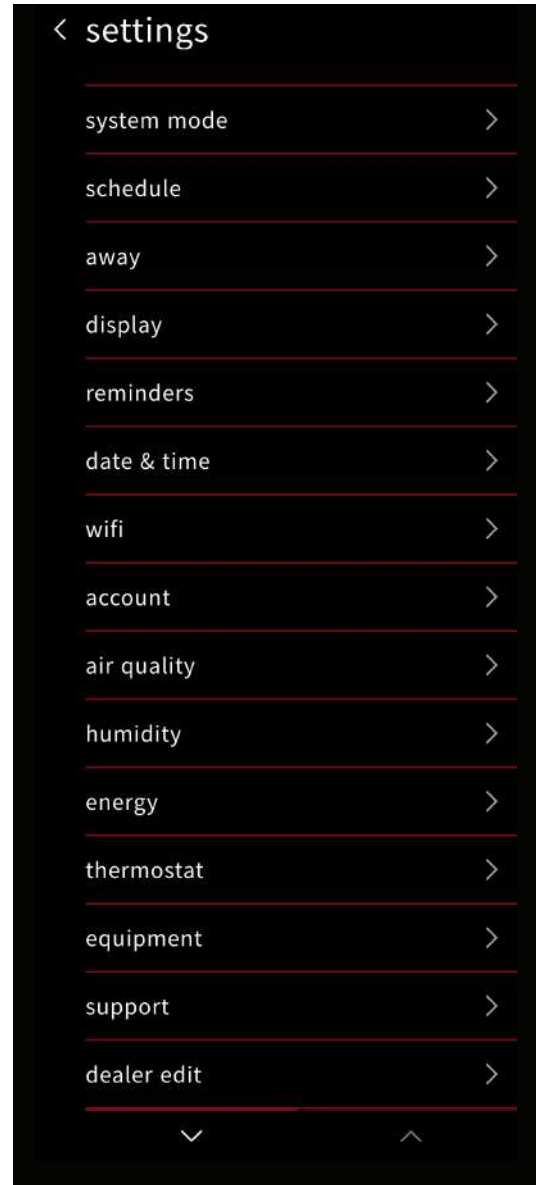 settings
system mode
schedule
away
display
reminders
date & time
wifi
account
air quality
humidity
energy
thermostat
equipment
support
dealer edit